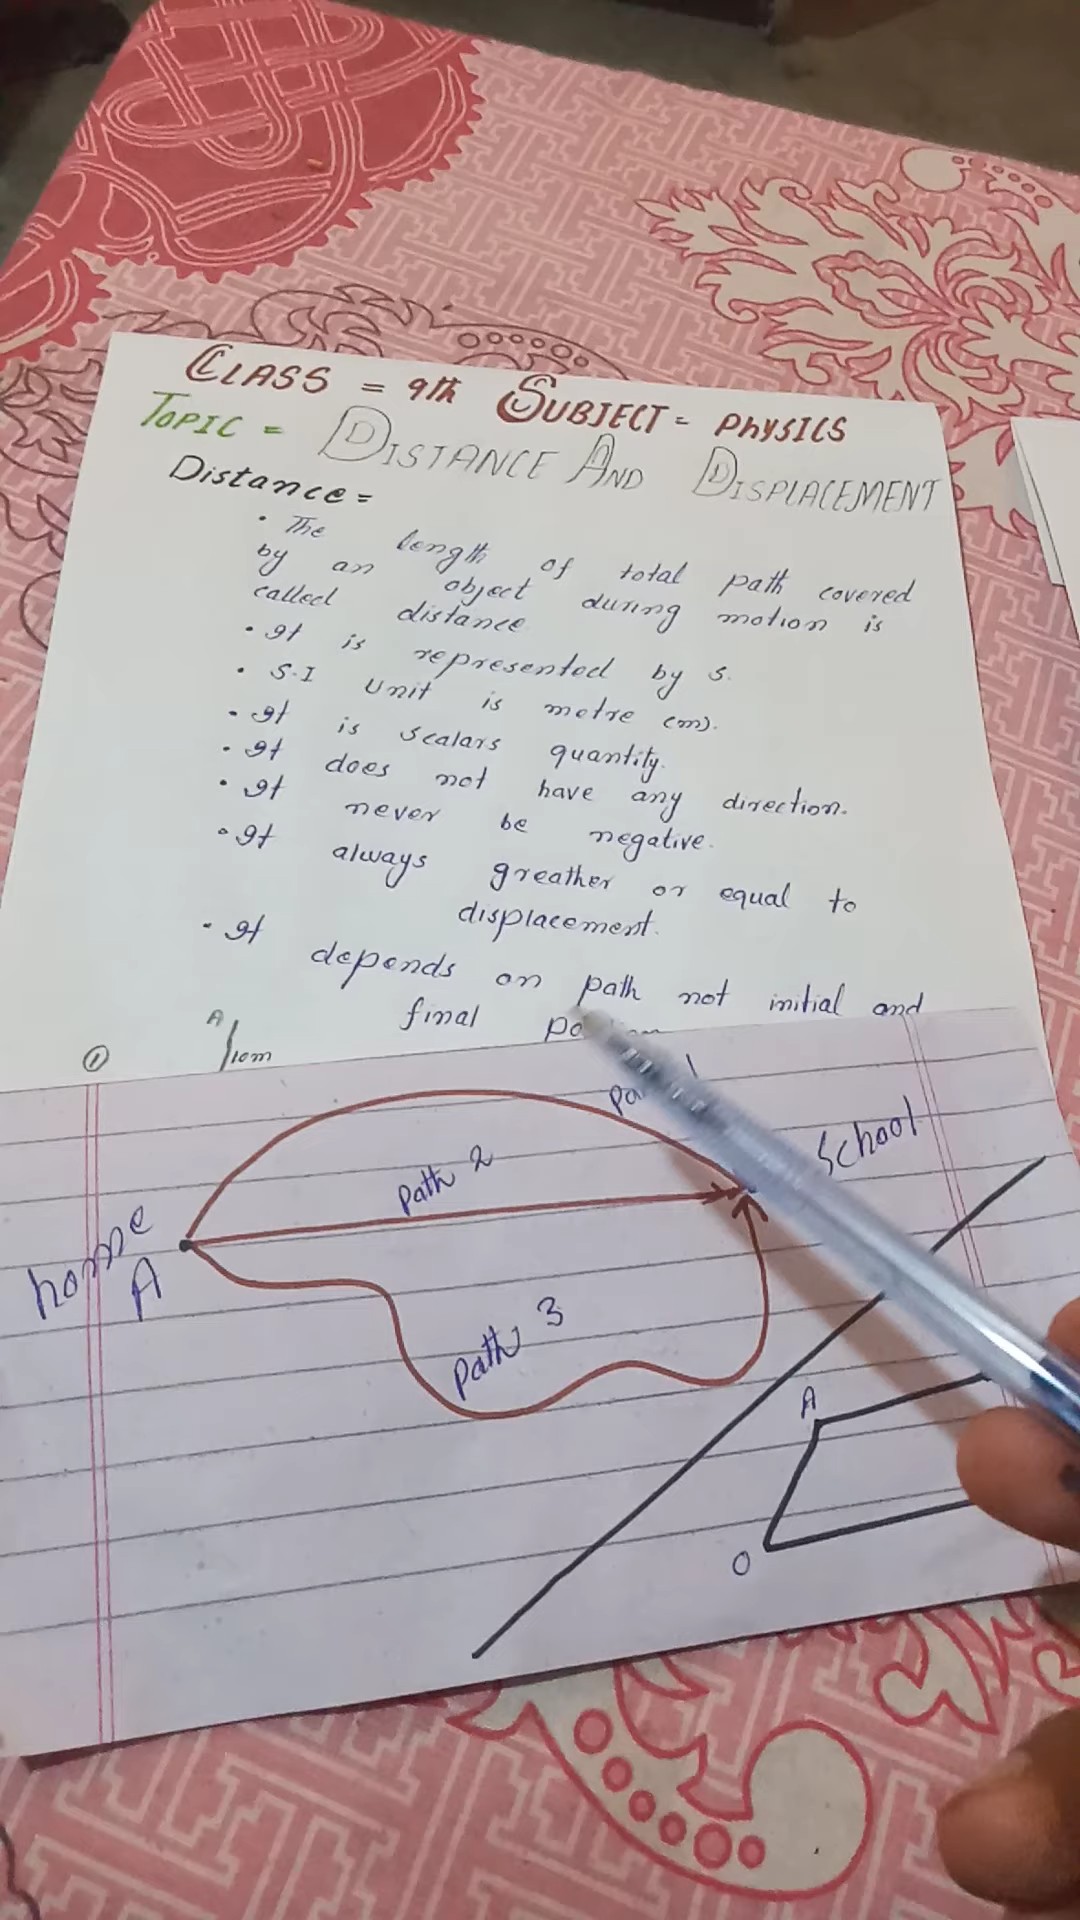 CLASS = 9th SUBJECT = PHYSICS
TOPIC = DISTANCE AND DISPLACEMENT
Distance =
• The length of total path covered
by an object during motion is
called distance
• It is represented by s.
• S.I Unit is metre (m).
• It is scalars quantity.
• It does not have any direction.
• It never be negative.
• It always greather or equal to
displacement.
• It depends on path not initial and
final
① A
10m
School
Path 2
home
A
Path 3
A
O